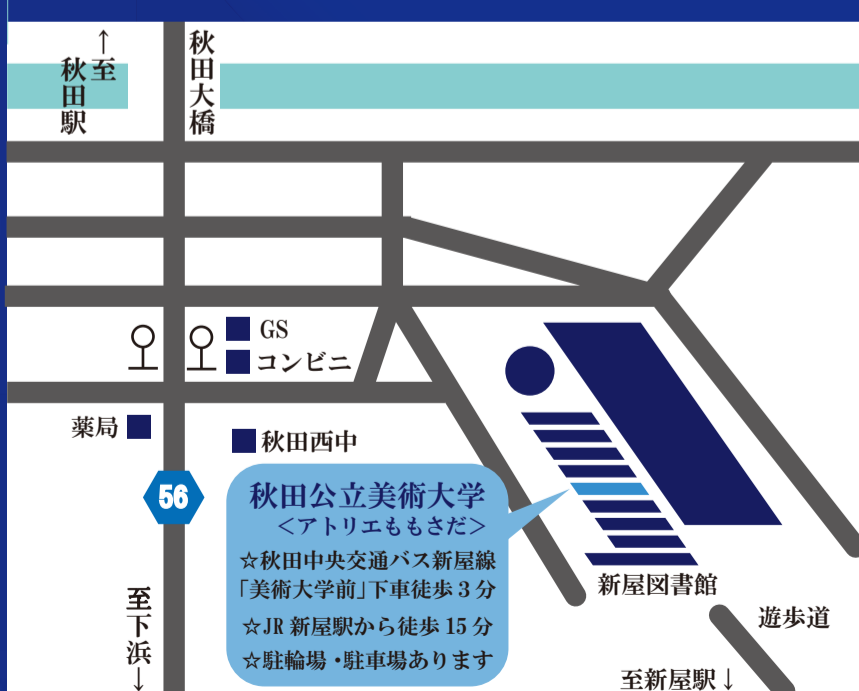 ↑至
秋田駅
秋田大橋
GS
コンビニ
薬局
秋田西中
56
秋田公立美術大学
<アトリエももさだ>
☆秋田中央交通バス新屋線
「美術大学前」下車徒歩3分
☆JR新屋駅から徒歩15分
☆駐輪場・駐車場あります
新屋図書館
遊歩道
至下浜↓
至新屋駅↓